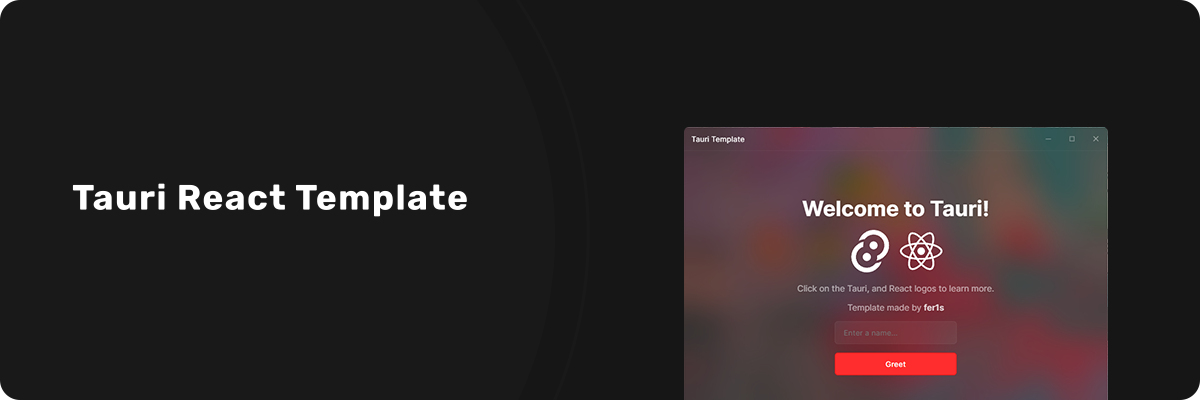 Tauri React Template
Tauri Template
Welcome to Tauri!
Click on the Tauri, and React logos to learn more.
Template made by fer1s
Enter a name...
Greet